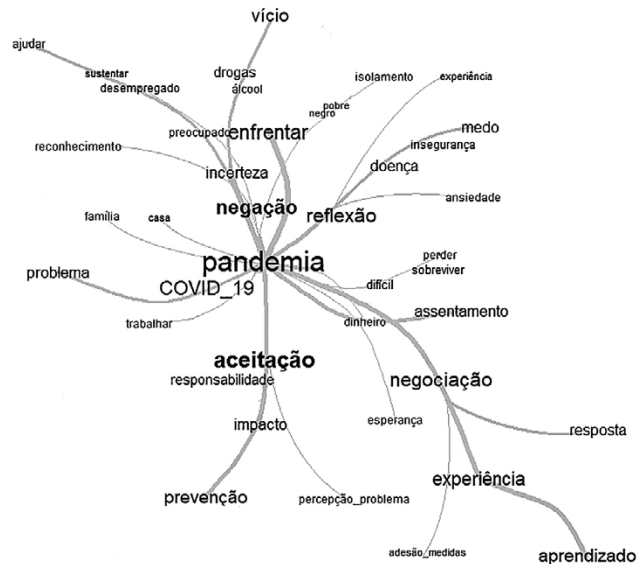 vício
ajudar
sustentar
desempregado
drogas
álcool
isolamento
experiência
pobre
negro
preocupado
enfrentar
medo
reconhecimento
insegurança
incerteza
doença
ansiedade
negação
reflexão
família
casa
pandemia
perder
sobreviver
problema
COVID_19
difícil
trabalhar
dinheiro
assentamento
aceitação
responsabilidade
negociação
esperança
impacto
resposta
experiência
prevenção
percepção_problema
adesão_medidas
aprendizado